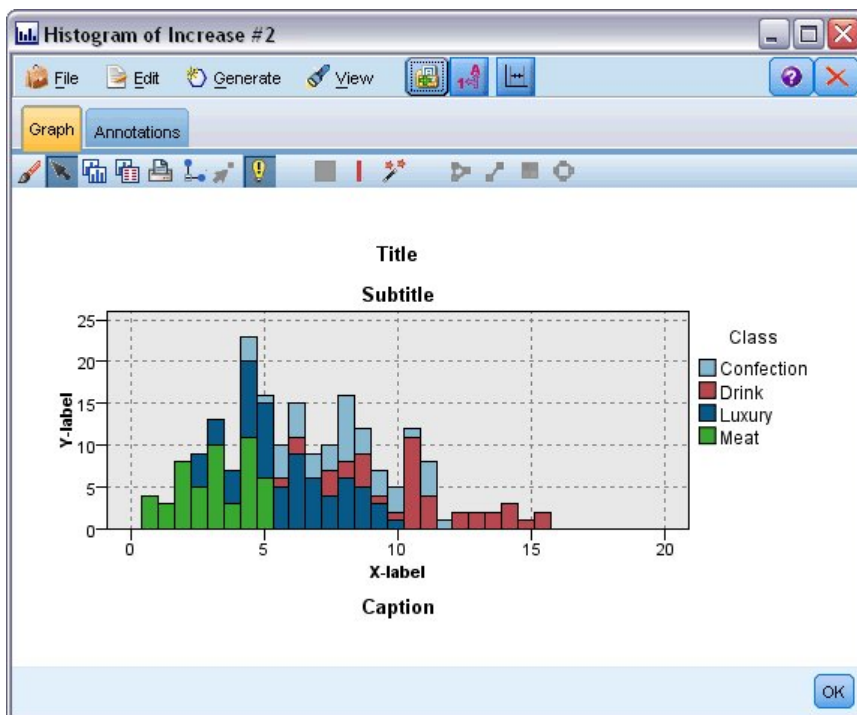 Histogram of Increase #2
File Edit Generate View
Graph Annotations
Title
Subtitle
25
20
15
10
5
0
Y-label
0 5 10 15 20
X-label
Caption
Class
Confection
Drink
Luxury
Meat
OK